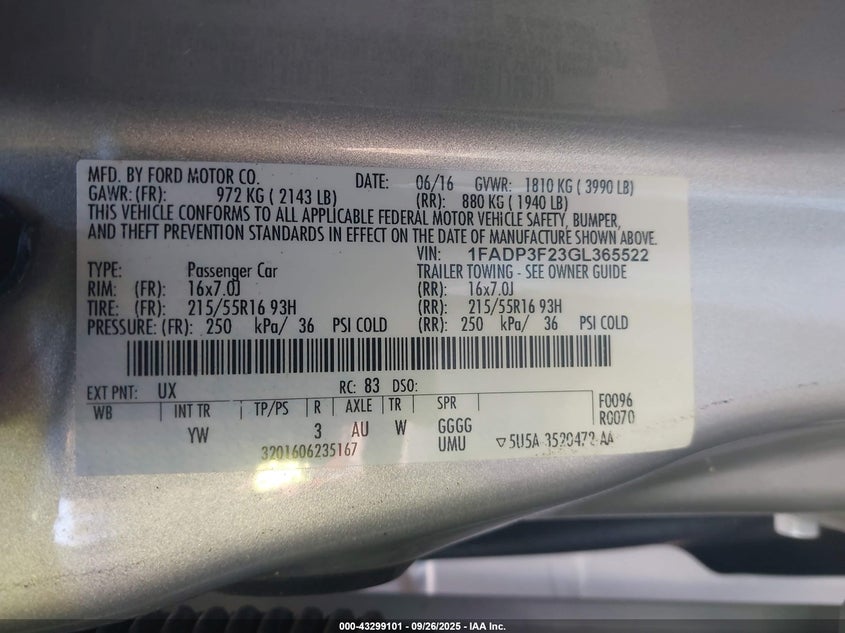 MFD. BY FORD MOTOR CO. DATE: 06/16 GVWR: 1810 KG ( 3990 LB)
GAWR: (FR): 972 KG ( 2143 LB) (RR): 880 KG ( 1940 LB)
THIS VEHICLE CONFORMS TO ALL APPLICABLE FEDERAL MOTOR VEHICLE SAFETY, BUMPER,
AND THEFT PREVENTION STANDARDS IN EFFECT ON THE DATE OF MANUFACTURE SHOWN ABOVE.
VIN: 1FADP3F23GL365522
TYPE: Passenger Car TRAILER TOWING - SEE OWNER GUIDE
RIM: (FR): 16x7.0J (RR): 16x7.0J
TIRE: (FR): 215/55R16 93H (RR): 215/55R16 93H
PRESSURE: (FR): 250 kPa/ 36 PSI COLD (RR): 250 kPa/ 36 PSI COLD
EXT PNT: UX RC: 83 DSO:
WB INT TR TP/PS R AXLE TR SPR F0096
R0070
YW 3 AU W GGGG
UMU
3201606235167
5U5A-3520472-AA
000-43299101 - 09/26/2025 - IAA Inc.